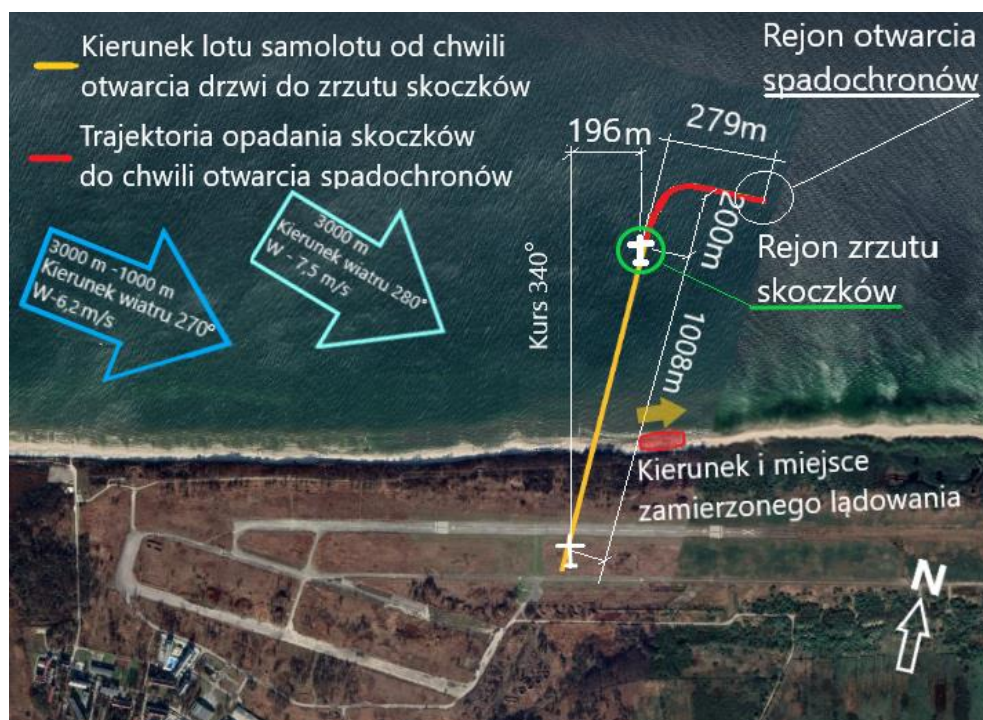 Kierunek lotu samolotu od chwili
otwarcia drzwi do zrzutu skoczków
Trajektoria opadania skoczków
do chwili otwarcia spadochronów
Rejon otwarcia
spadochronów
196m
279m
200m
3000 m -1000 m
Kierunek wiatru 270°
W-6,2 m/s
3000 m
Kierunek wiatru 280°
W - 7,5 m/s
Kurs 340°
Rejon zrzutu
skoczków
1008m
Kierunek i miejsce
zamierzonego lądowania
N